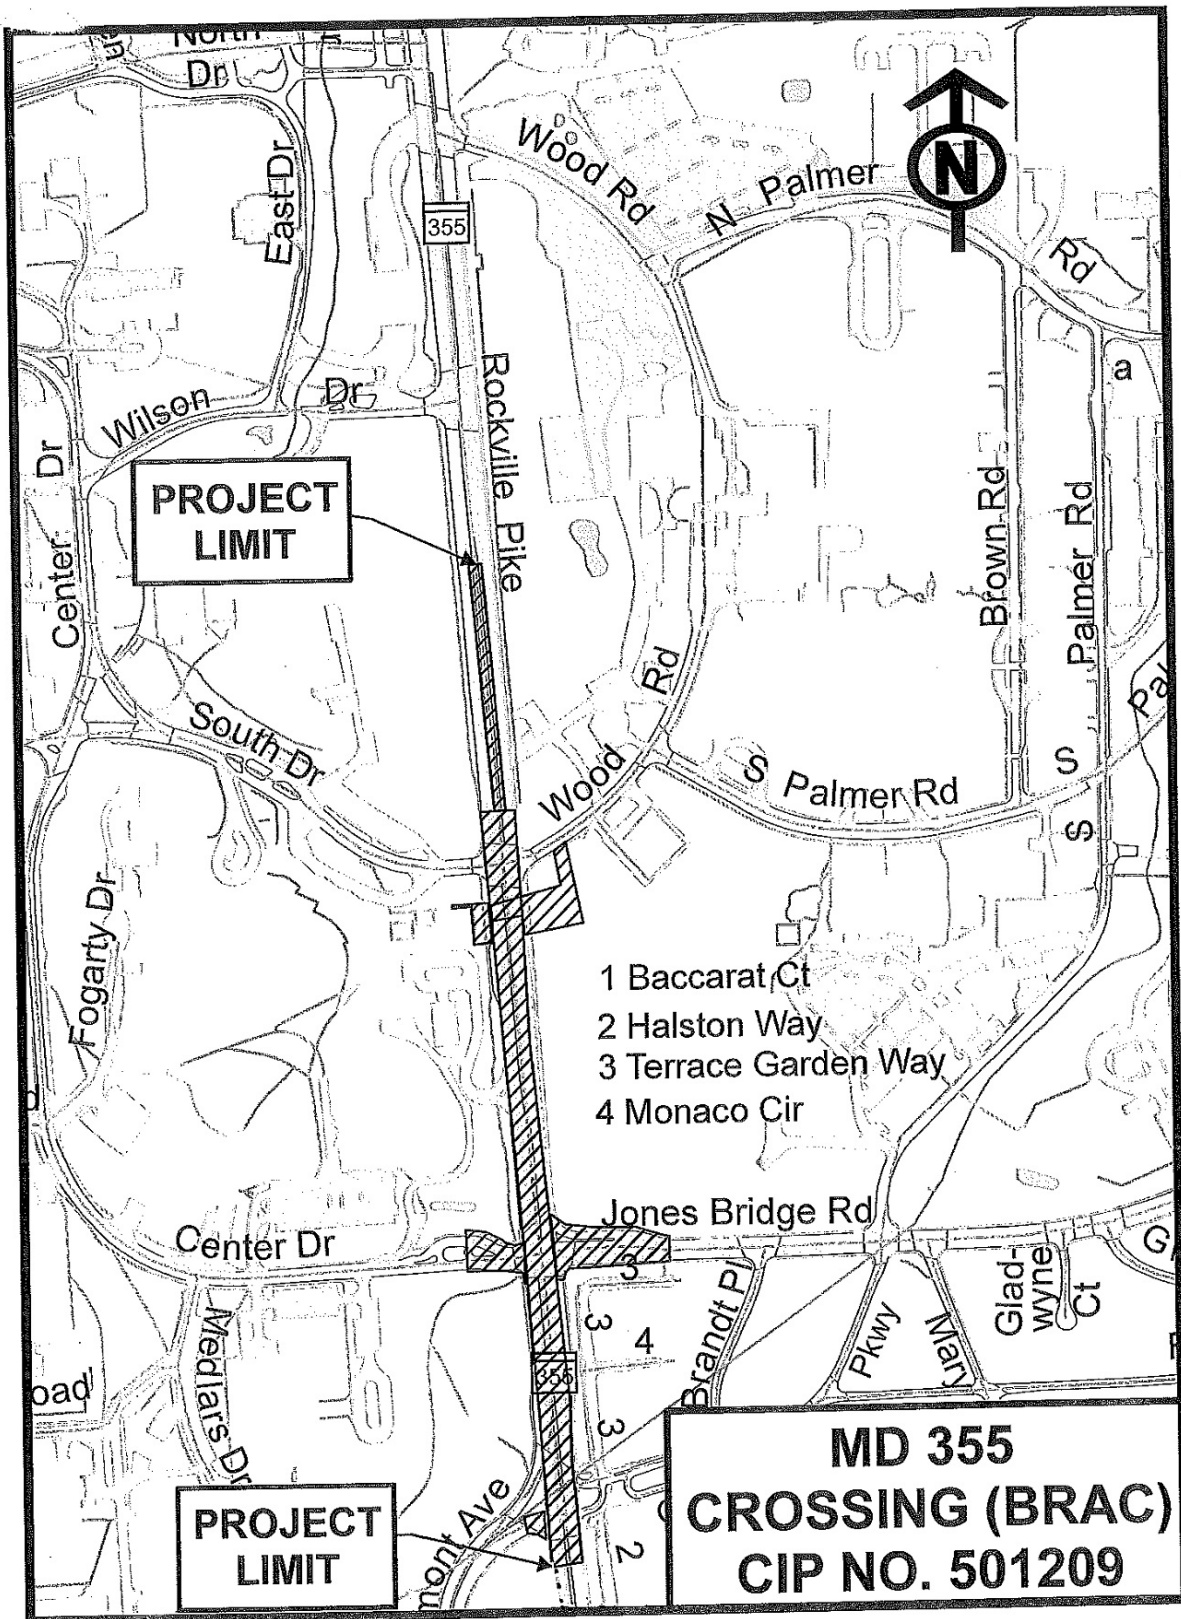 North
Dr
East Dr
Wood Rd
N Palmer
Rd
N
355
Rockville Pike
Wilson
Dr
Center Dr
PROJECT
LIMIT
a
Brown Rd
Palmer Rd
S
Rd
Wood
South Dr
S Palmer Rd
S
Fogarty Dr
1 Baccarat Ct
2 Halston Way
3 Terrace Garden Way
4 Monaco Cir
Jones Bridge Rd
Center Dr
3
3
4
3
2
355
Brandt Pl
Pkwy
Mary
Glad-
wyne
Ct
Medlars Dr
oad
mont Ave
PROJECT
LIMIT
MD 355
CROSSING (BRAC)
CIP NO. 501209